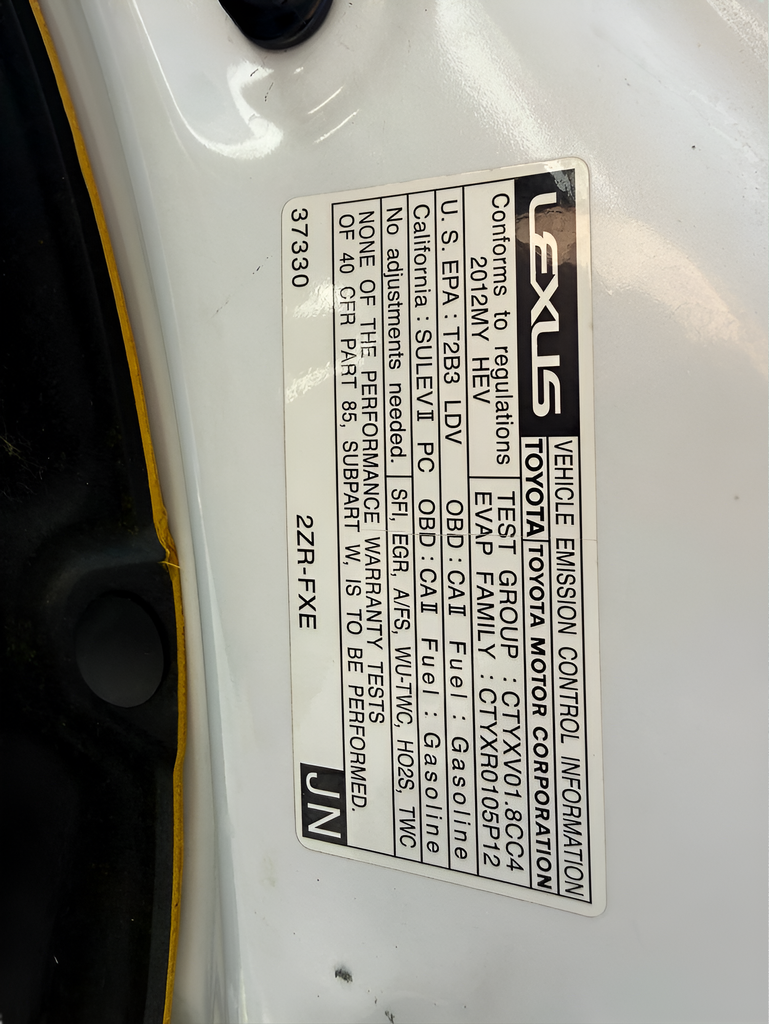 LEXUS
VEHICLE EMISSION CONTROL INFORMATION
TOYOTA TOYOTA MOTOR CORPORATION
Conforms to regulations
2012MY HEV
TEST GROUP : CTYXV01.8CC4
EVAP FAMILY : CTYXR0105P12
U. S. EPA : T2B3 LDV OBD : CAII Fuel : Gasoline
California : SULEVII PC OBD : CAII Fuel : Gasoline
No adjustments needed. SFI, EGR, A/FS, WU-TWC, HO2S, TWC
NONE OF THE PERFORMANCE WARRANTY TESTS
OF 40 CFR PART 85, SUBPART W, IS TO BE PERFORMED.
37330 2ZR-FXE JN